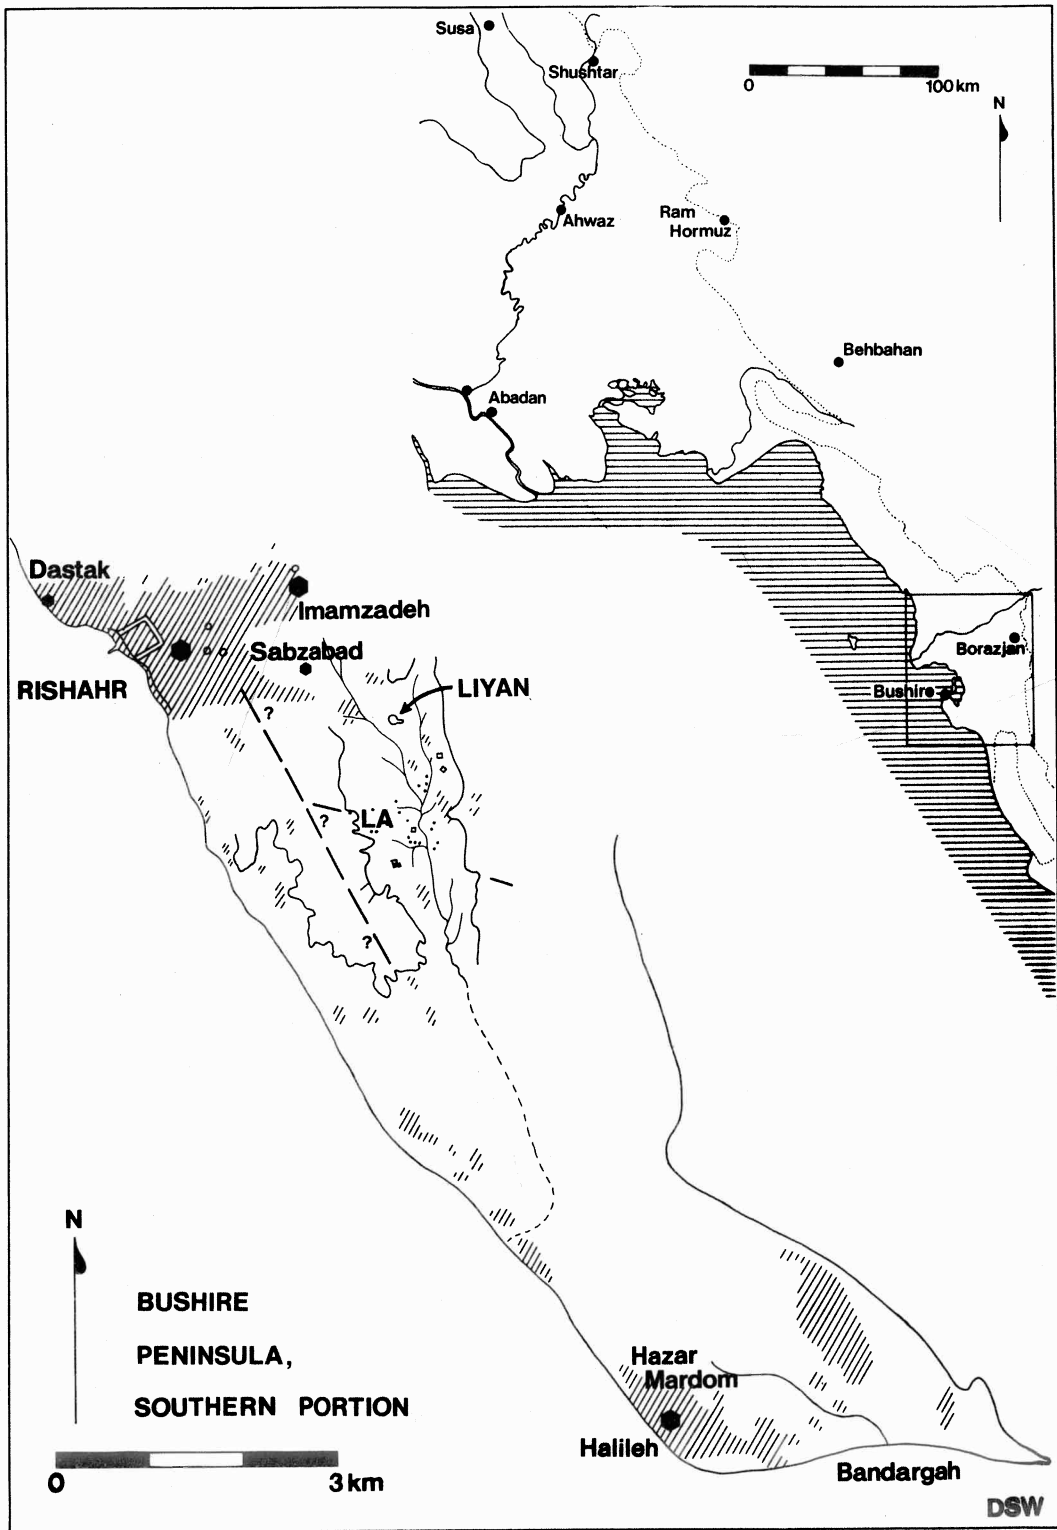 Susa
Shushtar
0 100 km
N
Ahwaz
Ram
Hormuz
Behbahan
Abadan
Dastak
Imamzadeh
Borazjan
Sabzabad
RISHAHR
LIYAN
Bushire
?
LA
?
?
N
BUSHIRE
PENINSULA,
SOUTHERN PORTION
0 3 km
Hazar
Mardom
Halileh
Bandargah
DSW